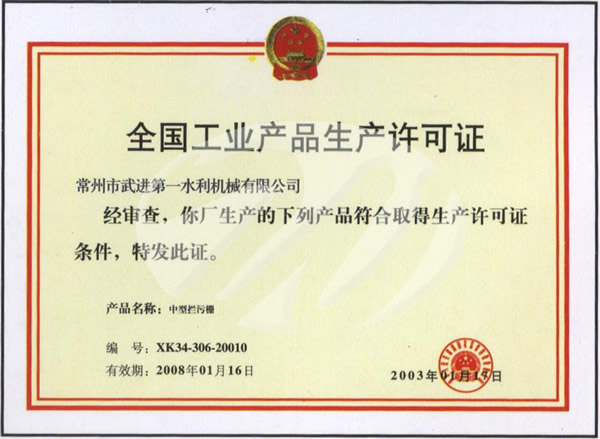 全国工业产品生产许可证
常州市武进第一水利机械有限公司
经审查，你厂生产的下列产品符合取得生产许可证
条件，特发此证。
产品名称：中型拦污栅
编 号：XK34-306-20010
有效期：2008年01月16日
2003年01月17日